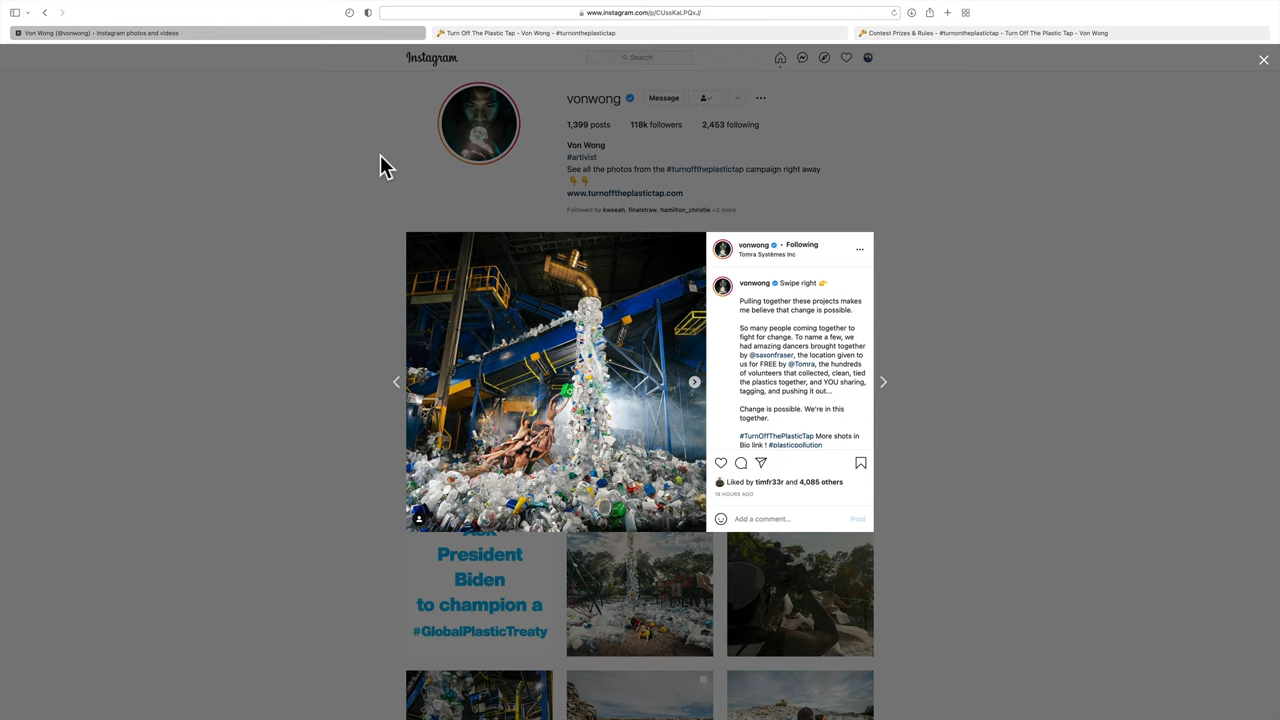 www.instagram.com/p/CUssKaLPQxJ/
Von Wong (@vonwong) • Instagram photos and videos
Turn Off The Plastic Tap - Von Wong - #turnontheplastictap
Contest Prizes & Rules - #turnontheplastictap - Turn Off The Plastic Tap - Von Wong
Instagram
Search
vonwong
Message
1,399 posts 118k followers 2,453 following
Von Wong
#artivist
See all the photos from the #turnofftheplastictap campaign right away
👇👇
www.turnofftheplastictap.com
Followed by kwseah, finalstraw, hamilton_christie +2 more
vonwong • Following
Tomra Systèmes Inc
vonwong Swipe right 👉
Pulling together these projects makes
me believe that change is possible.
So many people coming together to
fight for change. To name a few, we
had amazing dancers brought together
by @saxonfraser, the location given to
us for FREE by @Tomra, the hundreds
of volunteers that collected, clean, tied
the plastics together, and YOU sharing,
tagging, and pushing it out...
Change is possible. We're in this
together.
#TurnOffThePlasticTap More shots in
Bio link ! #plasticpollution
Liked by timfr33r and 4,085 others
Add a comment...
Post
Ask
President
Biden
to champion a
#GlobalPlasticTreaty